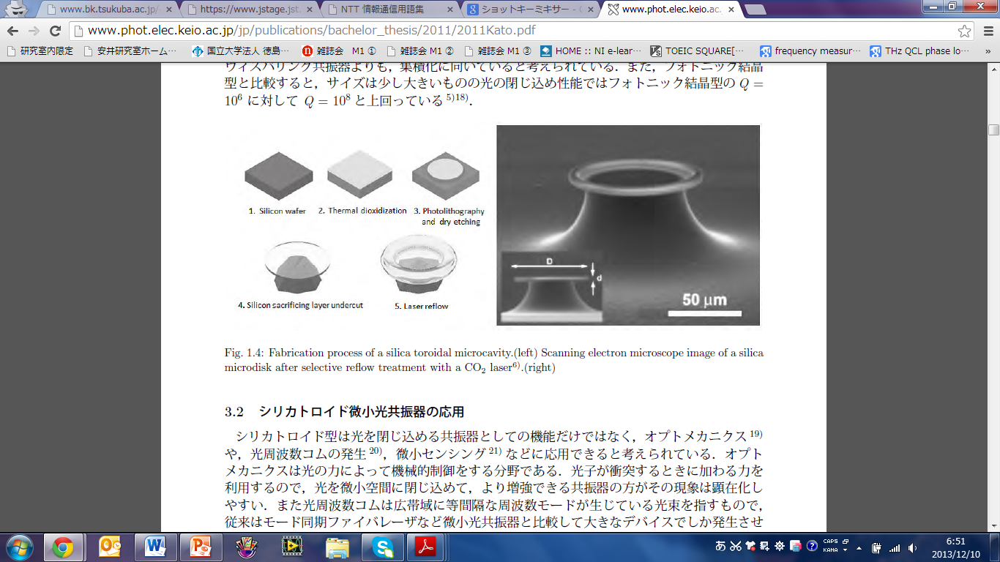 www.bk.tsukuba.ac.jp/
https://www.jstage.jst.
NTT 情報通信用語集
ショットキーミキサー - G
www.phot.elec.keio.ac.
www.phot.elec.keio.ac.jp/jp/publications/bachelor_thesis/2011/2011Kato.pdf
研究室内限定
安井研究室ホーム…
国立大学法人 徳島…
雑誌会 M1 ①
雑誌会 M1 ②
雑誌会 M1 ③
HOME :: NI e-lear…
TOEIC SQUARE[…
frequency measur…
THz QCL phase lo…
»
ウィスパリング共振器よりも，集積化に向いていると考えられている．また，フォトニック結晶
型と比較すると，サイズは少し大きいものの光の閉じ込め性能ではフォトニック結晶型の Q =
10⁶ に対して Q = 10⁸ と上回っている 5)18)．
1. Silicon wafer
2. Thermal dioxidization
3. Photolithography
and dry etching
4. Silicon sacrificing layer undercut
5. Laser reflow
D
d
50 μm
Fig. 1.4: Fabrication process of a silica toroidal microcavity.(left) Scanning electron microscope image of a silica
microdisk after selective reflow treatment with a CO₂ laser6).(right)
3.2 シリカトロイド微小光共振器の応用
シリカトロイド型は光を閉じ込める共振器としての機能だけではなく，オプトメカニクス 19)
や，光周波数コムの発生 20)，微小センシング 21) などに応用できると考えられている．オプト
メカニクスは光の力によって機械的制御をする分野である．光子が衝突するときに加わる力を
利用するので，光を微小空間に閉じ込めて，より増強できる共振器の方がその現象は顕在化し
やすい．また光周波数コムは広帯域に等間隔な周波数モードが生じている光束を指すもので，
従来はモード同期ファイバレーザなど微小光共振器と比較して大きなデバイスでしか発生させ
あ
CAPS
KANA
6:51
2013/12/10